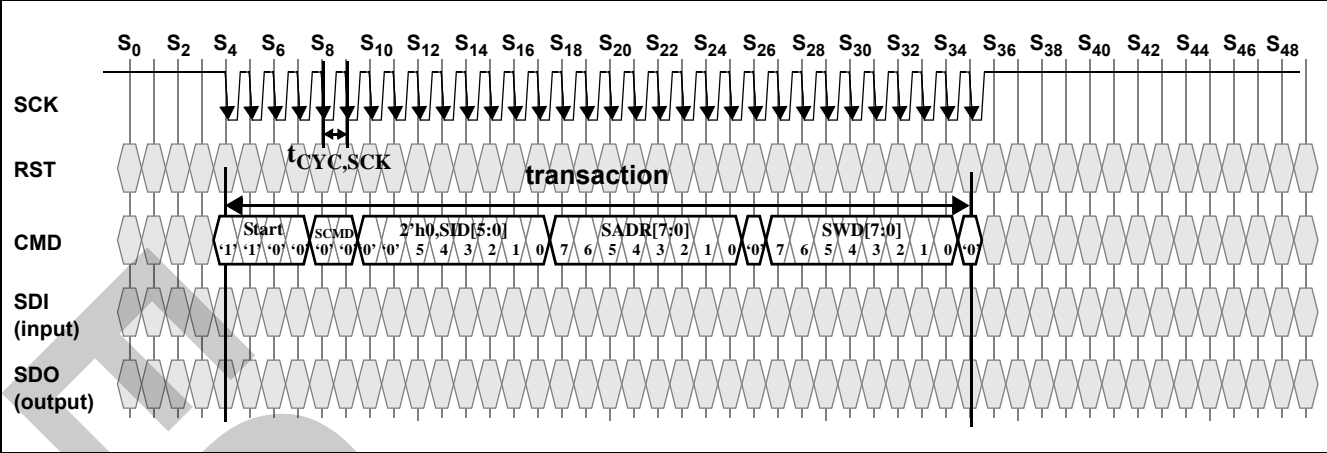 S0 S2 S4 S6 S8 S10 S12 S14 S16 S18 S20 S22 S24 S26 S28 S30 S32 S34 S36 S38 S40 S42 S44 S46 S48
SCK
tCYC,SCK
RST
transaction
CMD
Start SCMD 2'h0,SID[5:0] SADR[7:0] SWD[7:0]
‘1’ ‘1’ ‘0’ ‘0’ ‘0’ ‘0’ ‘0’ ‘0’ 5 4 3 2 1 0 7 6 5 4 3 2 1 0 ‘0’ 7 6 5 4 3 2 1 0 ‘0’
SDI
(input)
SDO
(output)